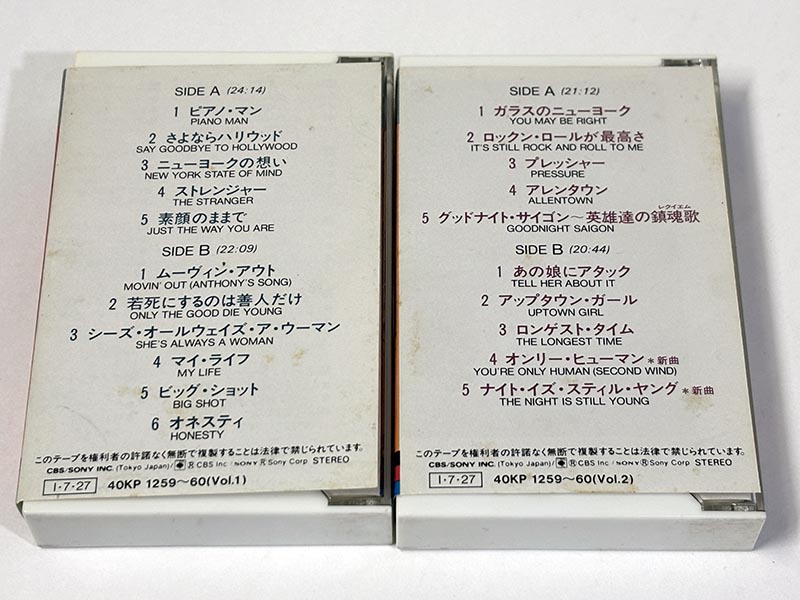 SIDE A (24:14)
1 ピアノ・マン
PIANO MAN
2 さよならハリウッド
SAY GOODBYE TO HOLLYWOOD
3 ニューヨークの想い
NEW YORK STATE OF MIND
4 ストレンジャー
THE STRANGER
5 素顔のままで
JUST THE WAY YOU ARE
SIDE B (22:09)
1 ムーヴィン・アウト
MOVIN' OUT (ANTHONY'S SONG)
2 若死にするのは善人だけ
ONLY THE GOOD DIE YOUNG
3 シーズ・オールウェイズ・ア・ウーマン
SHE'S ALWAYS A WOMAN
4 マイ・ライフ
MY LIFE
5 ビッグ・ショット
BIG SHOT
6 オネスティ
HONESTY
このテープを権利者の許諾なく無断で複製することは法律で禁じられています。
CBS/SONY INC. (Tokyo Japan)/ ® CBS Inc / SONY ® Sony Corp STEREO
I・7・27 40KP 1259〜60(Vol.1)
SIDE A (21:12)
1 ガラスのニューヨーク
YOU MAY BE RIGHT
2 ロックン・ロールが最高さ
IT'S STILL ROCK AND ROLL TO ME
3 プレッシャー
PRESSURE
4 アレンタウン
ALLENTOWN
レクイエム
5 グッドナイト・サイゴン〜英雄達の鎮魂歌
GOODNIGHT SAIGON
SIDE B (20:44)
1 あの娘にアタック
TELL HER ABOUT IT
2 アップタウン・ガール
UPTOWN GIRL
3 ロンゲスト・タイム
THE LONGEST TIME
4 オンリー・ヒューマン＊新曲
YOU'RE ONLY HUMAN (SECOND WIND)
5 ナイト・イズ・スティル・ヤング＊新曲
THE NIGHT IS STILL YOUNG
このテープを権利者の許諾なく無断で複製することは法律で禁じられています。
CBS/SONY INC. (Tokyo Japan)/ ® CBS Inc / SONY ® Sony Corp STEREO
I・7・27 40KP 1259〜60(Vol.2)